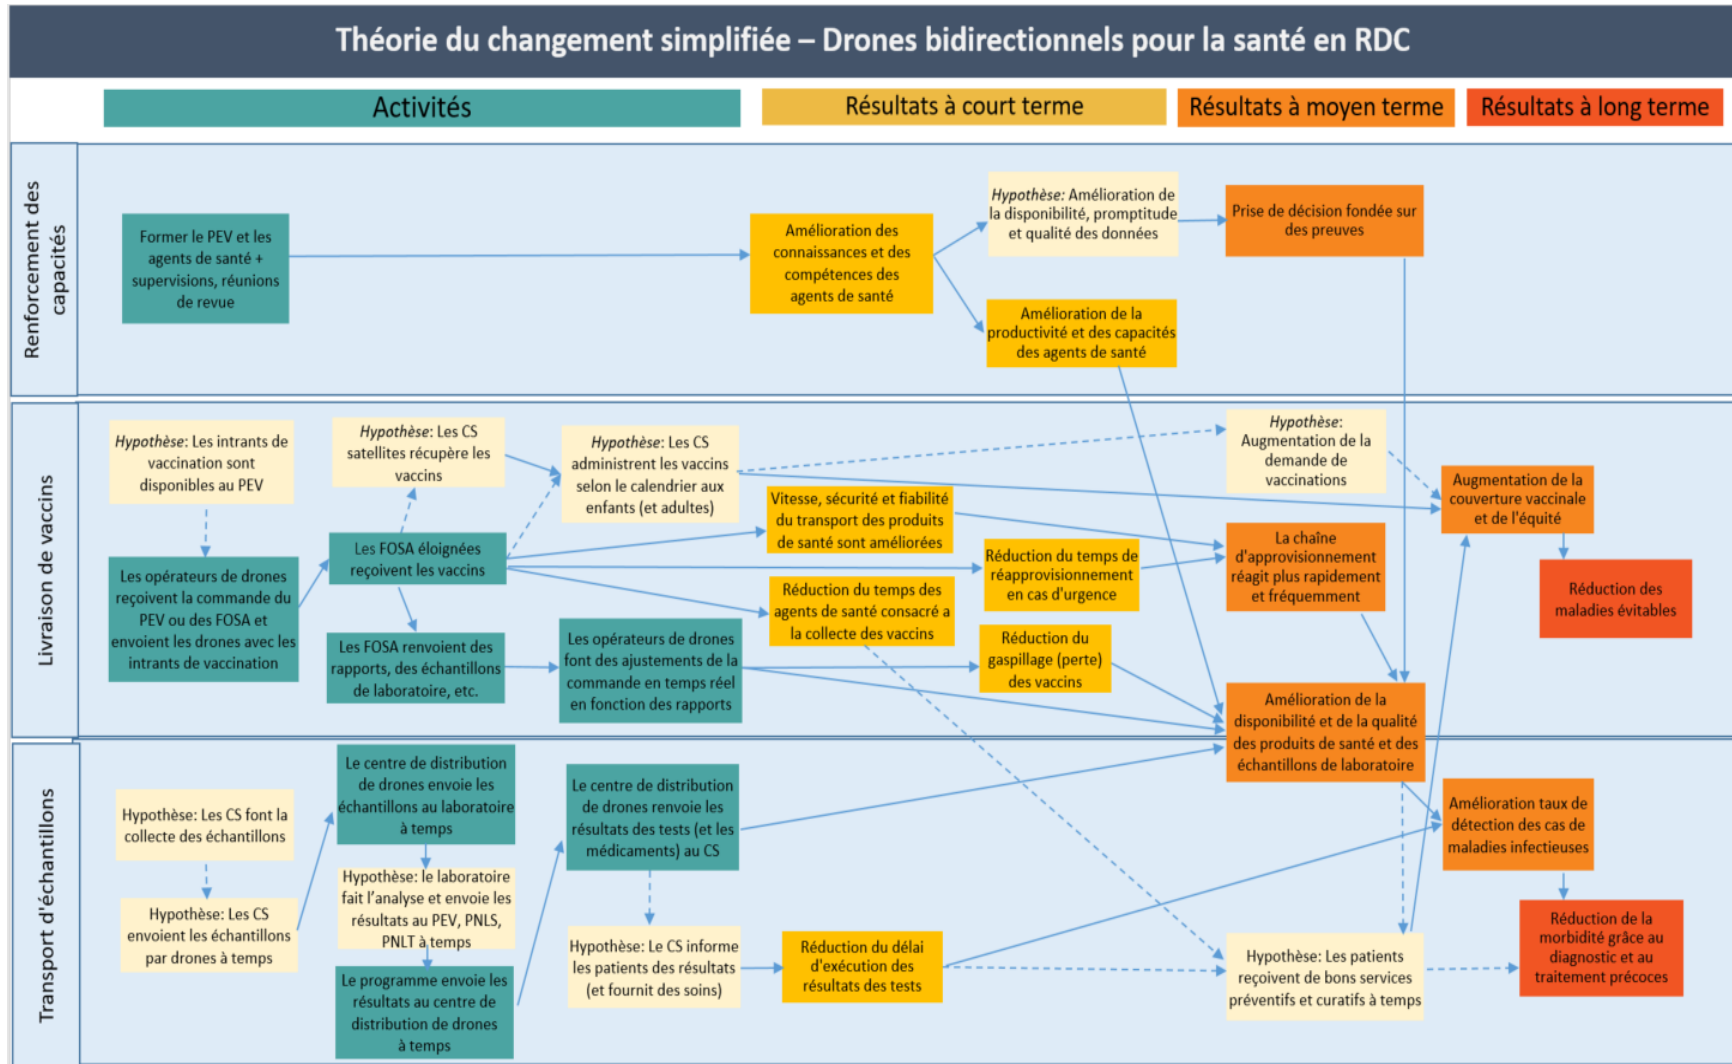 Théorie du changement simplifiée – Drones bidirectionnels pour la santé en RDC
Activités
Résultats à court terme
Résultats à moyen terme
Résultats à long terme
Renforcement des
capacités
Former le PEV et les
agents de santé +
supervisions, réunions
de revue
Amélioration des
connaissances et des
compétences des
agents de santé
Hypothèse: Amélioration de
la disponibilité, promptitude
et qualité des données
Prise de décision fondée sur
des preuves
Amélioration de la
productivité et des capacités
des agents de santé
Livraison de vaccins
Hypothèse: Les intrants de
vaccination sont
disponibles au PEV
Hypothèse: Les CS
satellites récupère les
vaccins
Hypothèse: Les CS
administrent les vaccins
selon le calendrier aux
enfants (et adultes)
Hypothèse:
Augmentation de la
demande de
vaccinations
Augmentation de la
couverture vaccinale
et de l'équité
Vitesse, sécurité et fiabilité
du transport des produits
de santé sont améliorées
Les opérateurs de drones
reçoivent la commande du
PEV ou des FOSA et
envoient les drones avec les
intrants de vaccination
Les FOSA éloignées
reçoivent les vaccins
Réduction du temps de
réapprovisionnement
en cas d'urgence
La chaîne
d'approvisionnement
réagit plus rapidement
et fréquemment
Réduction des
maladies évitables
Réduction du temps des
agents de santé consacré a
la collecte des vaccins
Les FOSA renvoient des
rapports, des échantillons
de laboratoire, etc.
Les opérateurs de drones
font des ajustements de la
commande en temps réel
en fonction des rapports
Réduction du
gaspillage (perte)
des vaccins
Amélioration de la
disponibilité et de la qualité
des produits de santé et des
échantillons de laboratoire
Transport d'échantillons
Hypothèse: Les CS font la
collecte des échantillons
Le centre de distribution
de drones envoie les
échantillons au laboratoire
à temps
Le centre de distribution
de drones renvoie les
résultats des tests (et les
médicaments) au CS
Amélioration taux de
détection des cas de
maladies infectieuses
Hypothèse: Les CS
envoient les échantillons
par drones à temps
Hypothèse: le laboratoire
fait l'analyse et envoie les
résultats au PEV, PNLS,
PNLT à temps
Le programme envoie les
résultats au centre de
distribution de drones
à temps
Hypothèse: Le CS informe
les patients des résultats
(et fournit des soins)
Réduction du délai
d'exécution des
résultats des tests
Hypothèse: Les patients
reçoivent de bons services
préventifs et curatifs à temps
Réduction de la
morbidité grâce au
diagnostic et au
traitement précoces